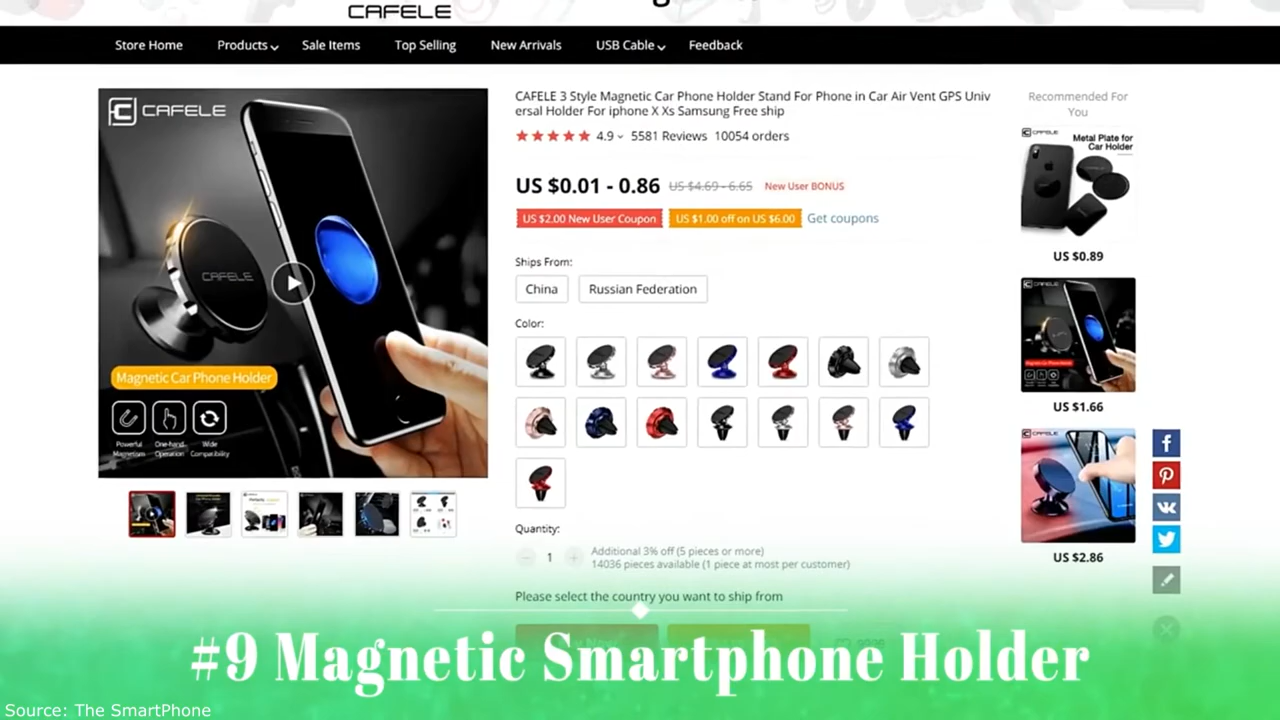 CAFELE
Store Home Products Sale Items Top Selling New Arrivals USB Cable Feedback
CAFELE
CAFELE
Magnetic Car Phone Holder
Powerful Magnetism
One-hand Operation
Wide Compatibility
CAFELE 3 Style Magnetic Car Phone Holder Stand For Phone in Car Air Vent GPS Univ
ersal Holder For iphone X Xs Samsung Free ship
4.9 5581 Reviews 10054 orders
US $0.01 - 0.86 US $4.69 - 6.65 New User BONUS
US $2.00 New User Coupon US $1.00 off on US $6.00 Get coupons
Ships From:
China Russian Federation
Color:
Quantity:
1
Additional 3% off (5 pieces or more)
14036 pieces available (1 piece at most per customer)
Please select the country you want to ship from
Recommended For
You
CAFELE
Metal Plate for
Car Holder
US $0.89
US $1.66
CAFELE
US $2.86
#9 Magnetic Smartphone Holder
Source: The SmartPhone